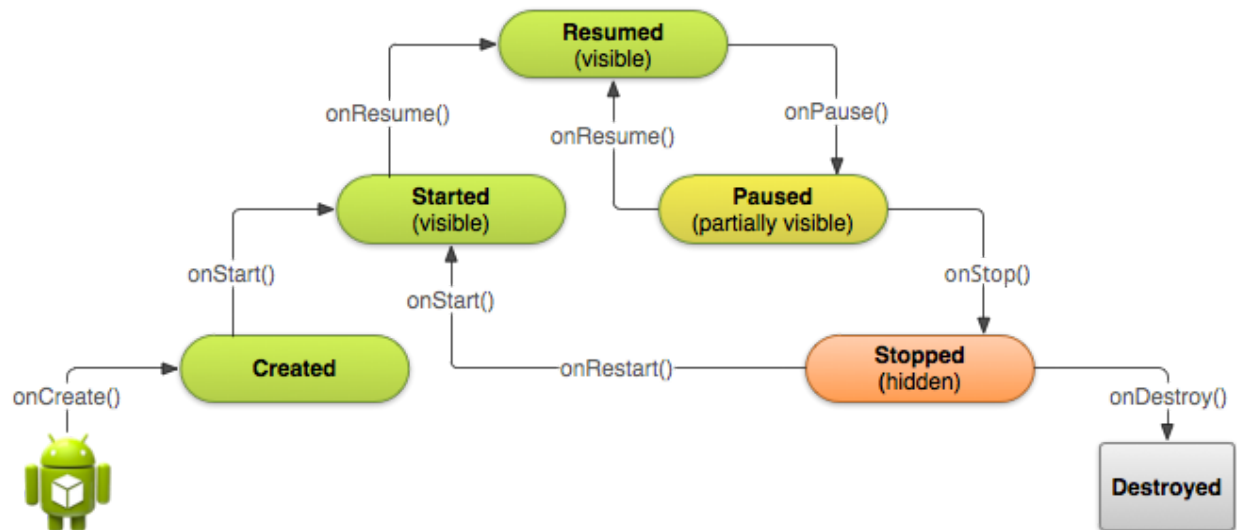 Resumed
(visible)
onResume()
onResume()
onPause()
Started
(visible)
Paused
(partially visible)
onStart()
onStart()
onStop()
Created
onRestart()
Stopped
(hidden)
onCreate()
onDestroy()
Destroyed